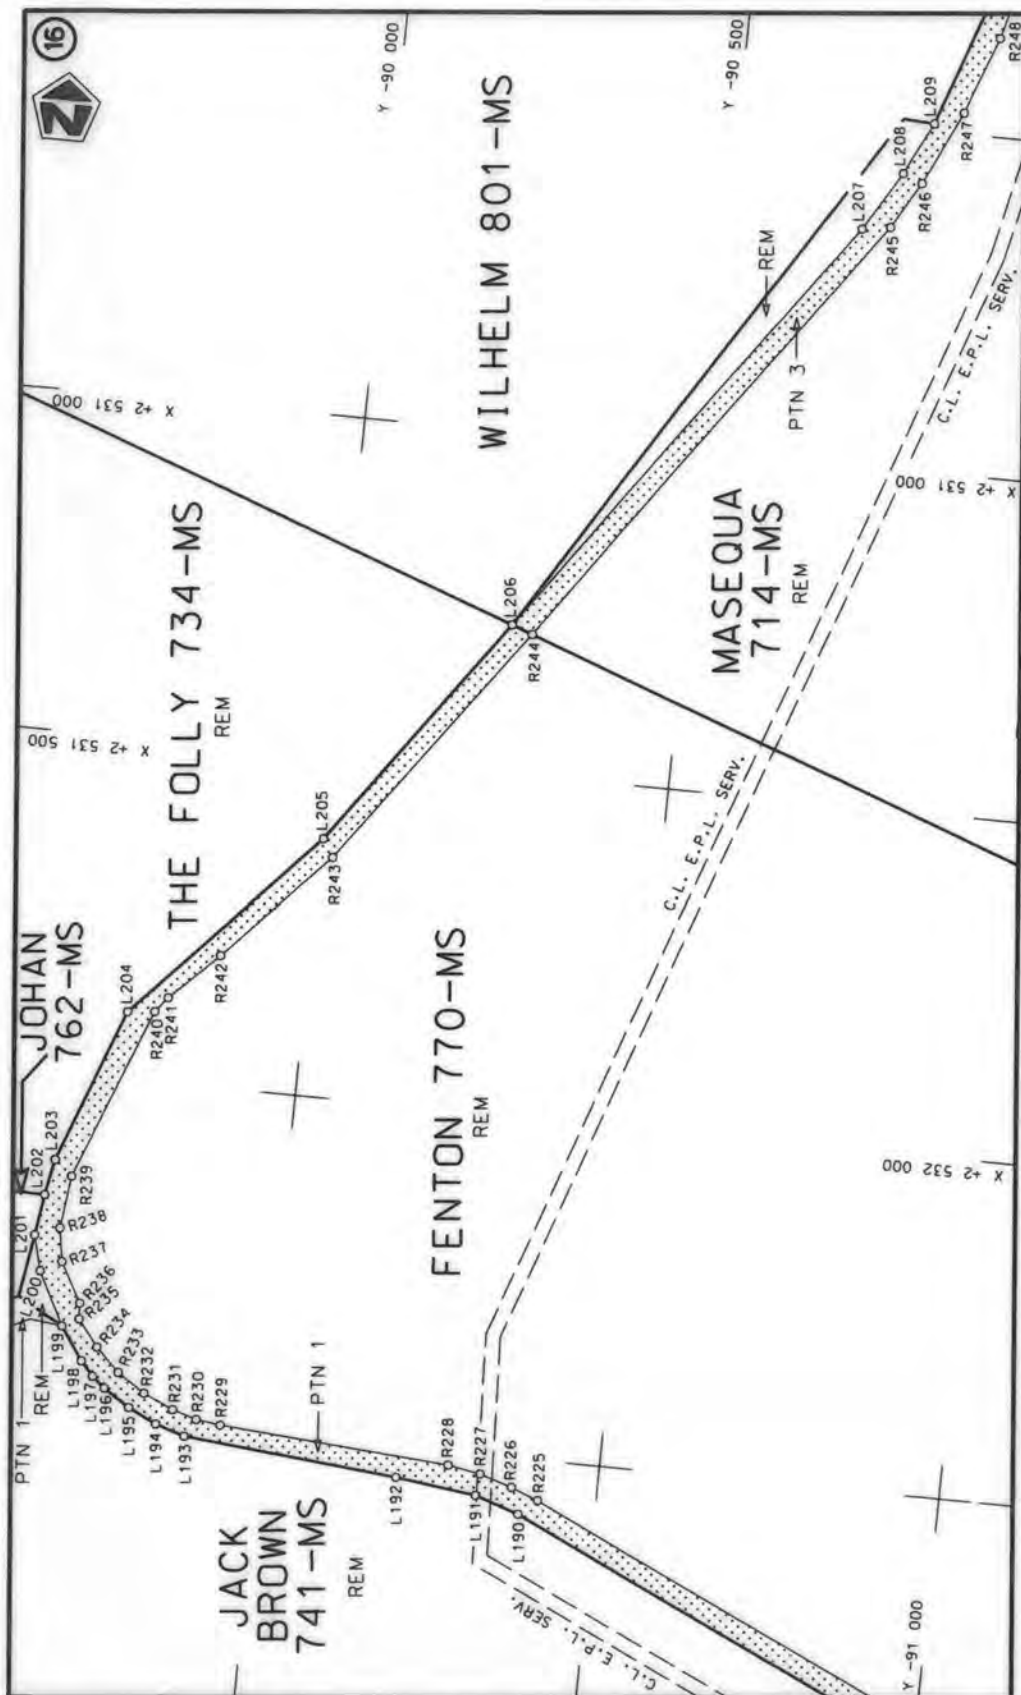 16
N
Y -90 000
Y -90 500
R248
L209
R247
L208
R246
L207
R245
WILHELM 801-MS
REM
PTN 3
C.L. E.P.L. SERV.
X +2 531 000
X +2 531 000
MASEQUA
714-MS
REM
L206
R244
THE FOLLY 734-MS
REM
X +2 531 500
C.L. E.P.L. SERV.
L205
R243
JOHAN
762-MS
L204
R242
R241
R240
FENTON 770-MS
REM
X +2 532 000
L203
L202
R239
L201
R238
R237
L200
R236
R235
L199
R234
L198
R233
L197
R232
L196
R231
L195
R230
L194
R229
L193
PTN 1
REM
PTN 1
R228
L192
R227
L191
R226
L190
R225
JACK
BROWN
741-MS
REM
C.L. E.P.L. SERV.
Y -91 000